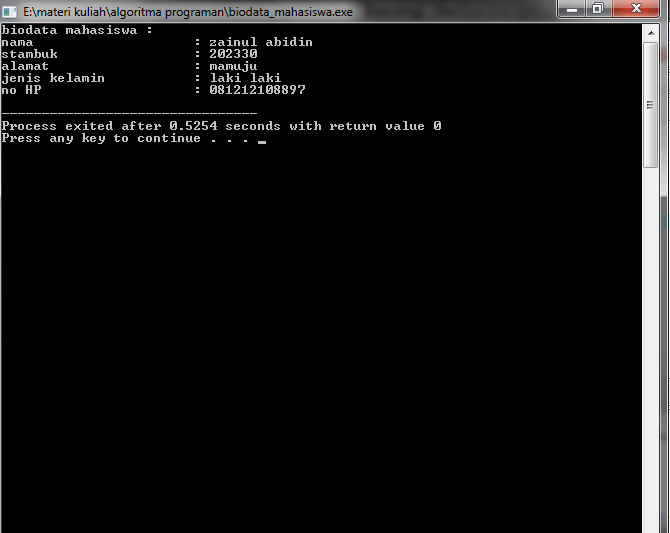 E:\materi kuliah\algoritma programan\biodata_mahasiswa.exe
biodata mahasiswa :
nama : zainul abidin
stambuk : 202330
alamat : mamuju
jenis kelamin : laki laki
no HP : 081212108897
--------------------------------
Process exited after 0.5254 seconds with return value 0
Press any key to continue . . . _